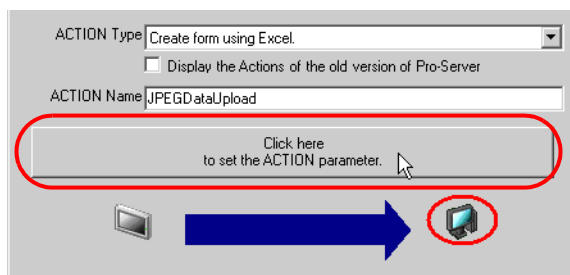 ACTION Type Create form using Excel.
Display the Actions of the old version of Pro-Server
ACTION Name JPEGDataUpload
Click here
to set the ACTION parameter.